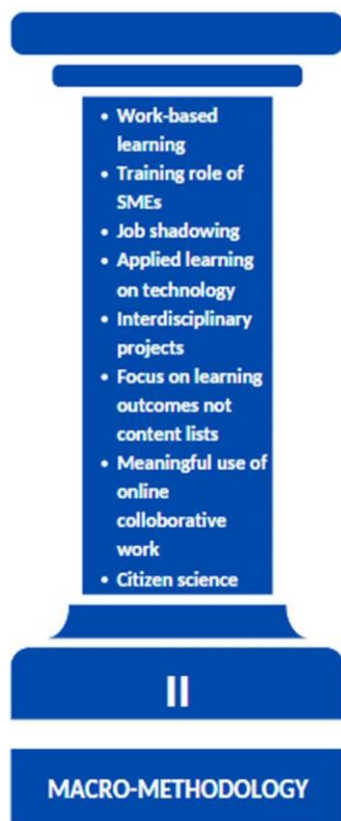 • Work-based
learning
• Training role of
SMEs
• Job shadowing
• Applied learning
on technology
• Interdisciplinary
projects
• Focus on learning
outcomes not
content lists
• Meaningful use of
online
colloborative
work
• Citizen science
II
MACRO-METHODOLOGY